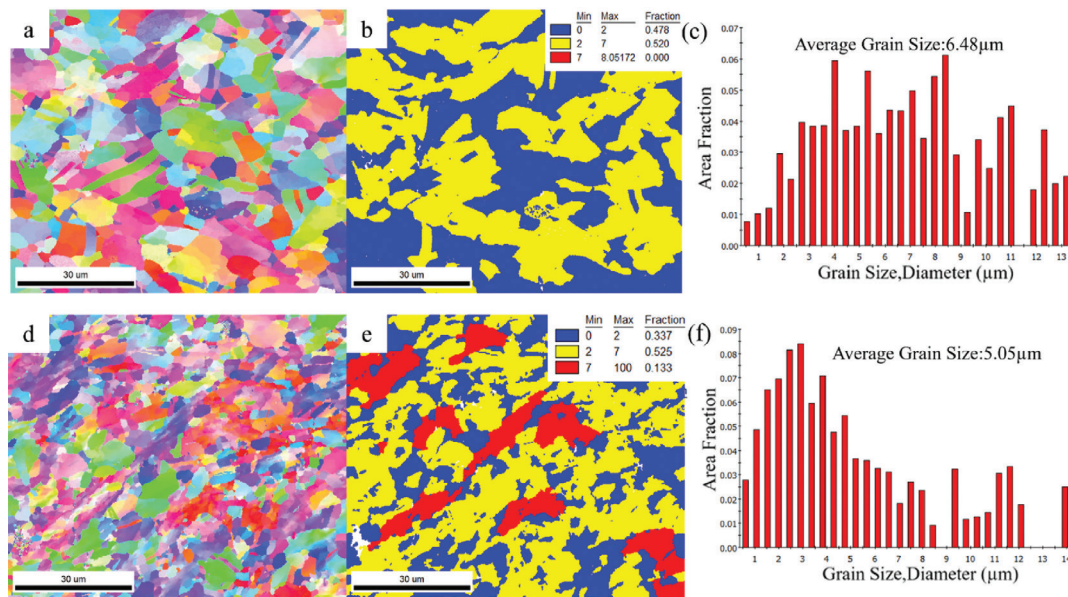 a
b
Min Max Fraction
0 2 0.478
2 7 0.520
7 8.05172 0.000
30 um
30 um
(c)
Average Grain Size:6.48μm
Area Fraction
0.07
0.06
0.05
0.04
0.03
0.02
0.01
0.00
1 2 3 4 5 6 7 8 9 10 11 12 13
Grain Size,Diameter (μm)
d
e
Min Max Fraction
0 2 0.337
2 7 0.525
7 100 0.133
30 um
30 um
(f)
Average Grain Size:5.05μm
Area Fraction
0.09
0.08
0.07
0.06
0.05
0.04
0.03
0.02
0.01
0.00
1 2 3 4 5 6 7 8 9 10 11 12 13 14
Grain Size,Diameter (μm)